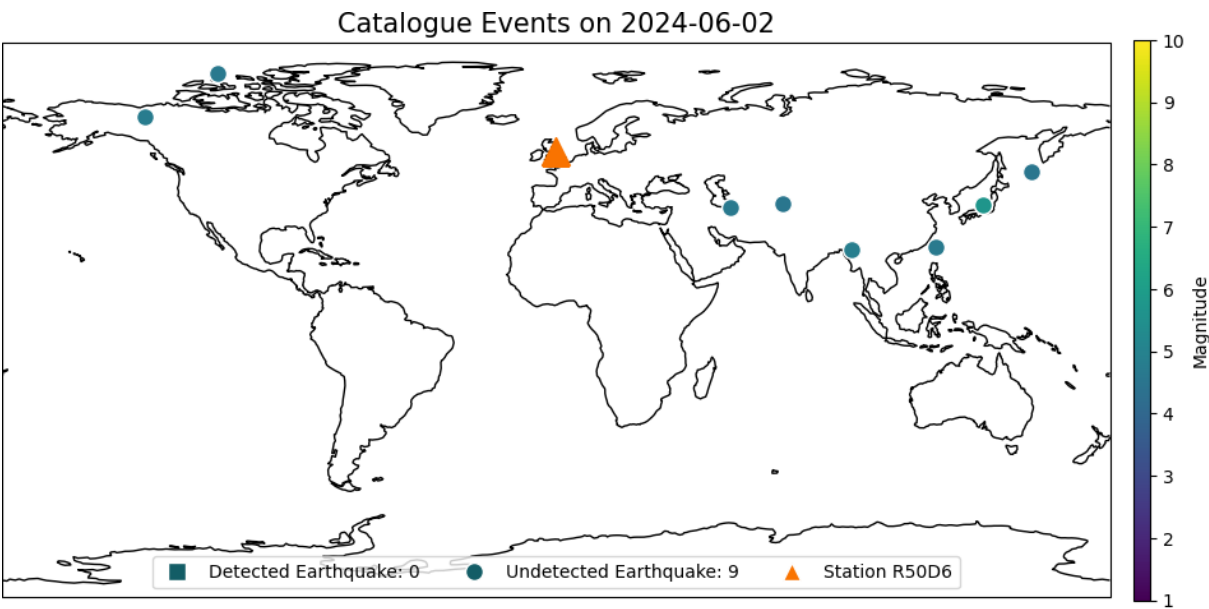 Catalogue Events on 2024-06-02
10
9
8
7
6
5
4
3
2
1
Magnitude
Detected Earthquake: 0
Undetected Earthquake: 9
Station R50D6